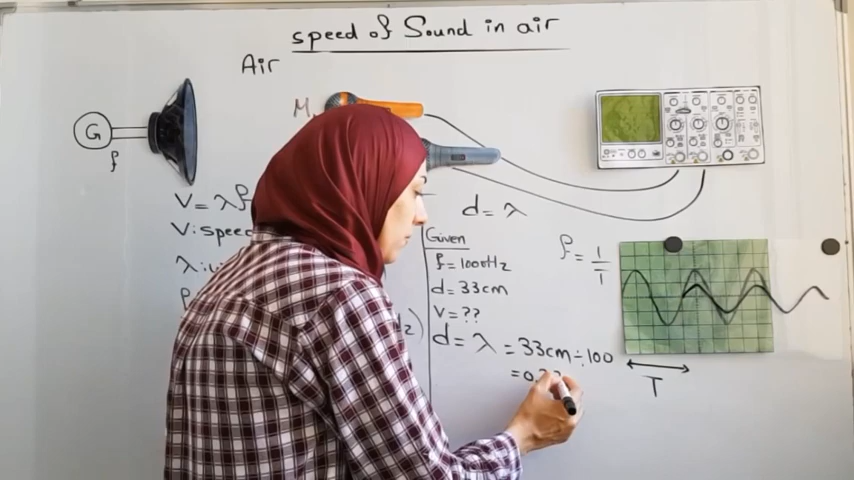 speed of Sound in air
Air
M
G
f
V = λf
d = λ
V: speed
λ:
f
Given
f = 100Hz
d = 33cm
V = ??
f = 1/T
d = λ = 33cm ÷ 100
= 0.33
T